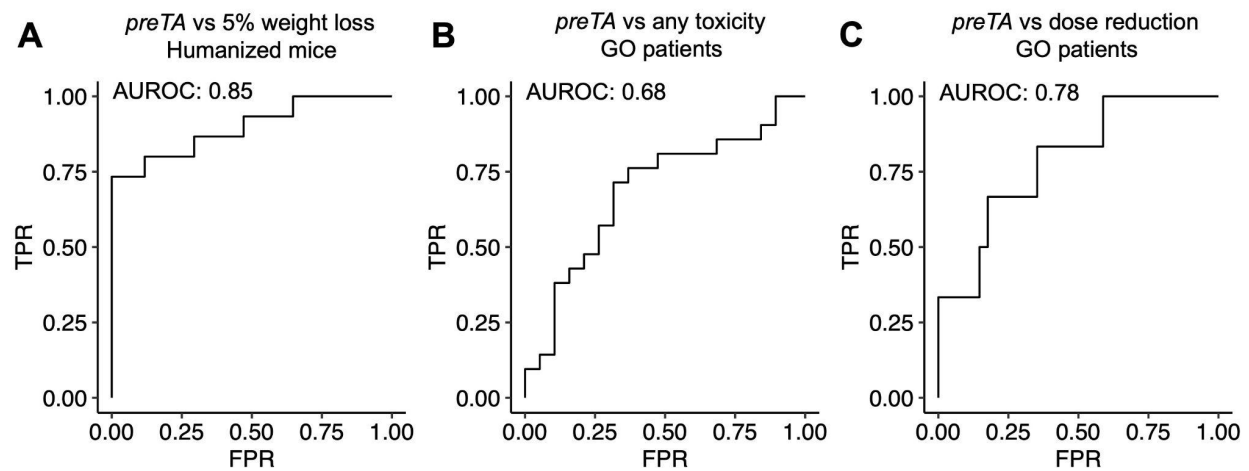 A
preTA vs 5% weight loss
Humanized mice
AUROC: 0.85
1.00
0.75
0.50
0.25
0.00
TPR
0.00 0.25 0.50 0.75 1.00
FPR
B
preTA vs any toxicity
GO patients
AUROC: 0.68
1.00
0.75
0.50
0.25
0.00
TPR
0.00 0.25 0.50 0.75 1.00
FPR
C
preTA vs dose reduction
GO patients
AUROC: 0.78
1.00
0.75
0.50
0.25
0.00
TPR
0.00 0.25 0.50 0.75 1.00
FPR